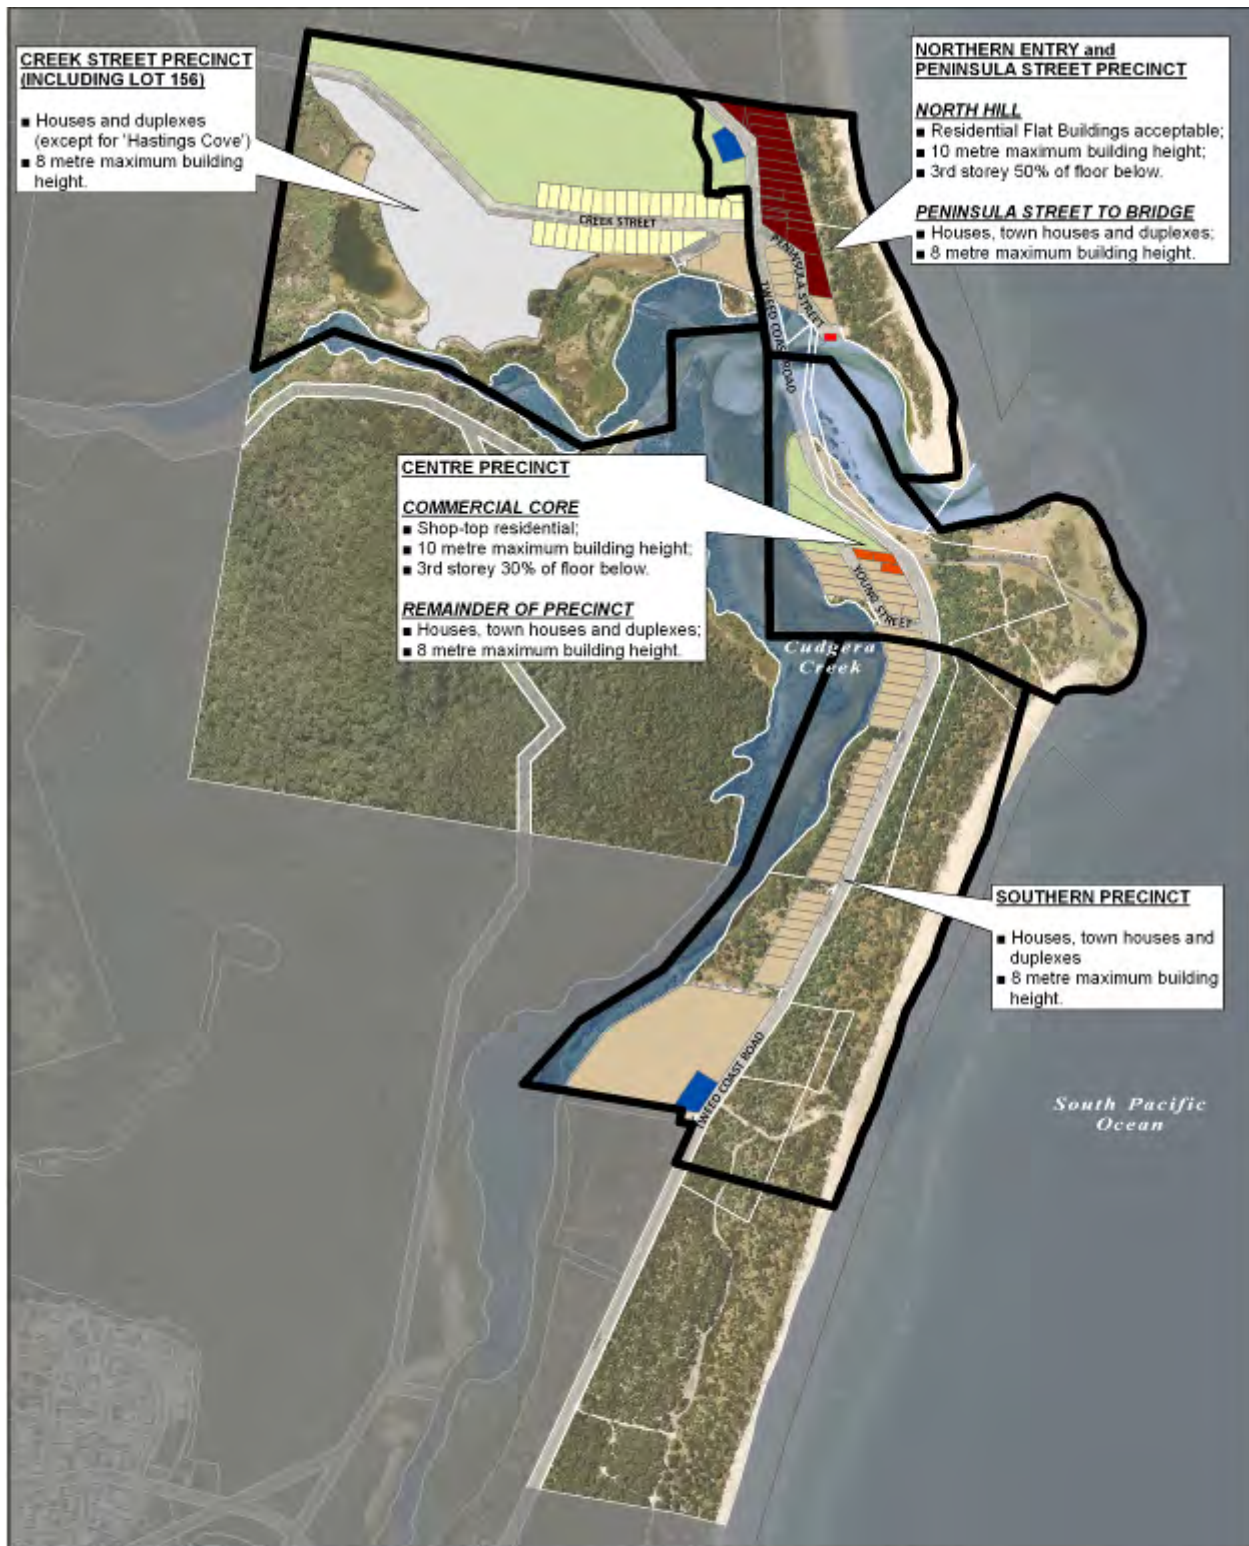 CREEK STREET PRECINCT
(INCLUDING LOT 156)
■ Houses and duplexes
(except for 'Hastings Cove')
■ 8 metre maximum building
height.
NORTHERN ENTRY and
PENINSULA STREET PRECINCT
NORTH HILL
■ Residential Flat Buildings acceptable;
■ 10 metre maximum building height;
■ 3rd storey 50% of floor below.
PENINSULA STREET TO BRIDGE
■ Houses, town houses and duplexes;
■ 8 metre maximum building height.
CREEK STREET
PENINSULA STREET
TWEED COAST ROAD
CENTRE PRECINCT
COMMERCIAL CORE
■ Shop-top residential;
■ 10 metre maximum building height;
■ 3rd storey 30% of floor below.
REMAINDER OF PRECINCT
■ Houses, town houses and duplexes;
■ 8 metre maximum building height.
YOUNG STREET
Cudgera
Creek
SOUTHERN PRECINCT
■ Houses, town houses and
duplexes
■ 8 metre maximum building
height.
TWEED COAST ROAD
South Pacific
Ocean